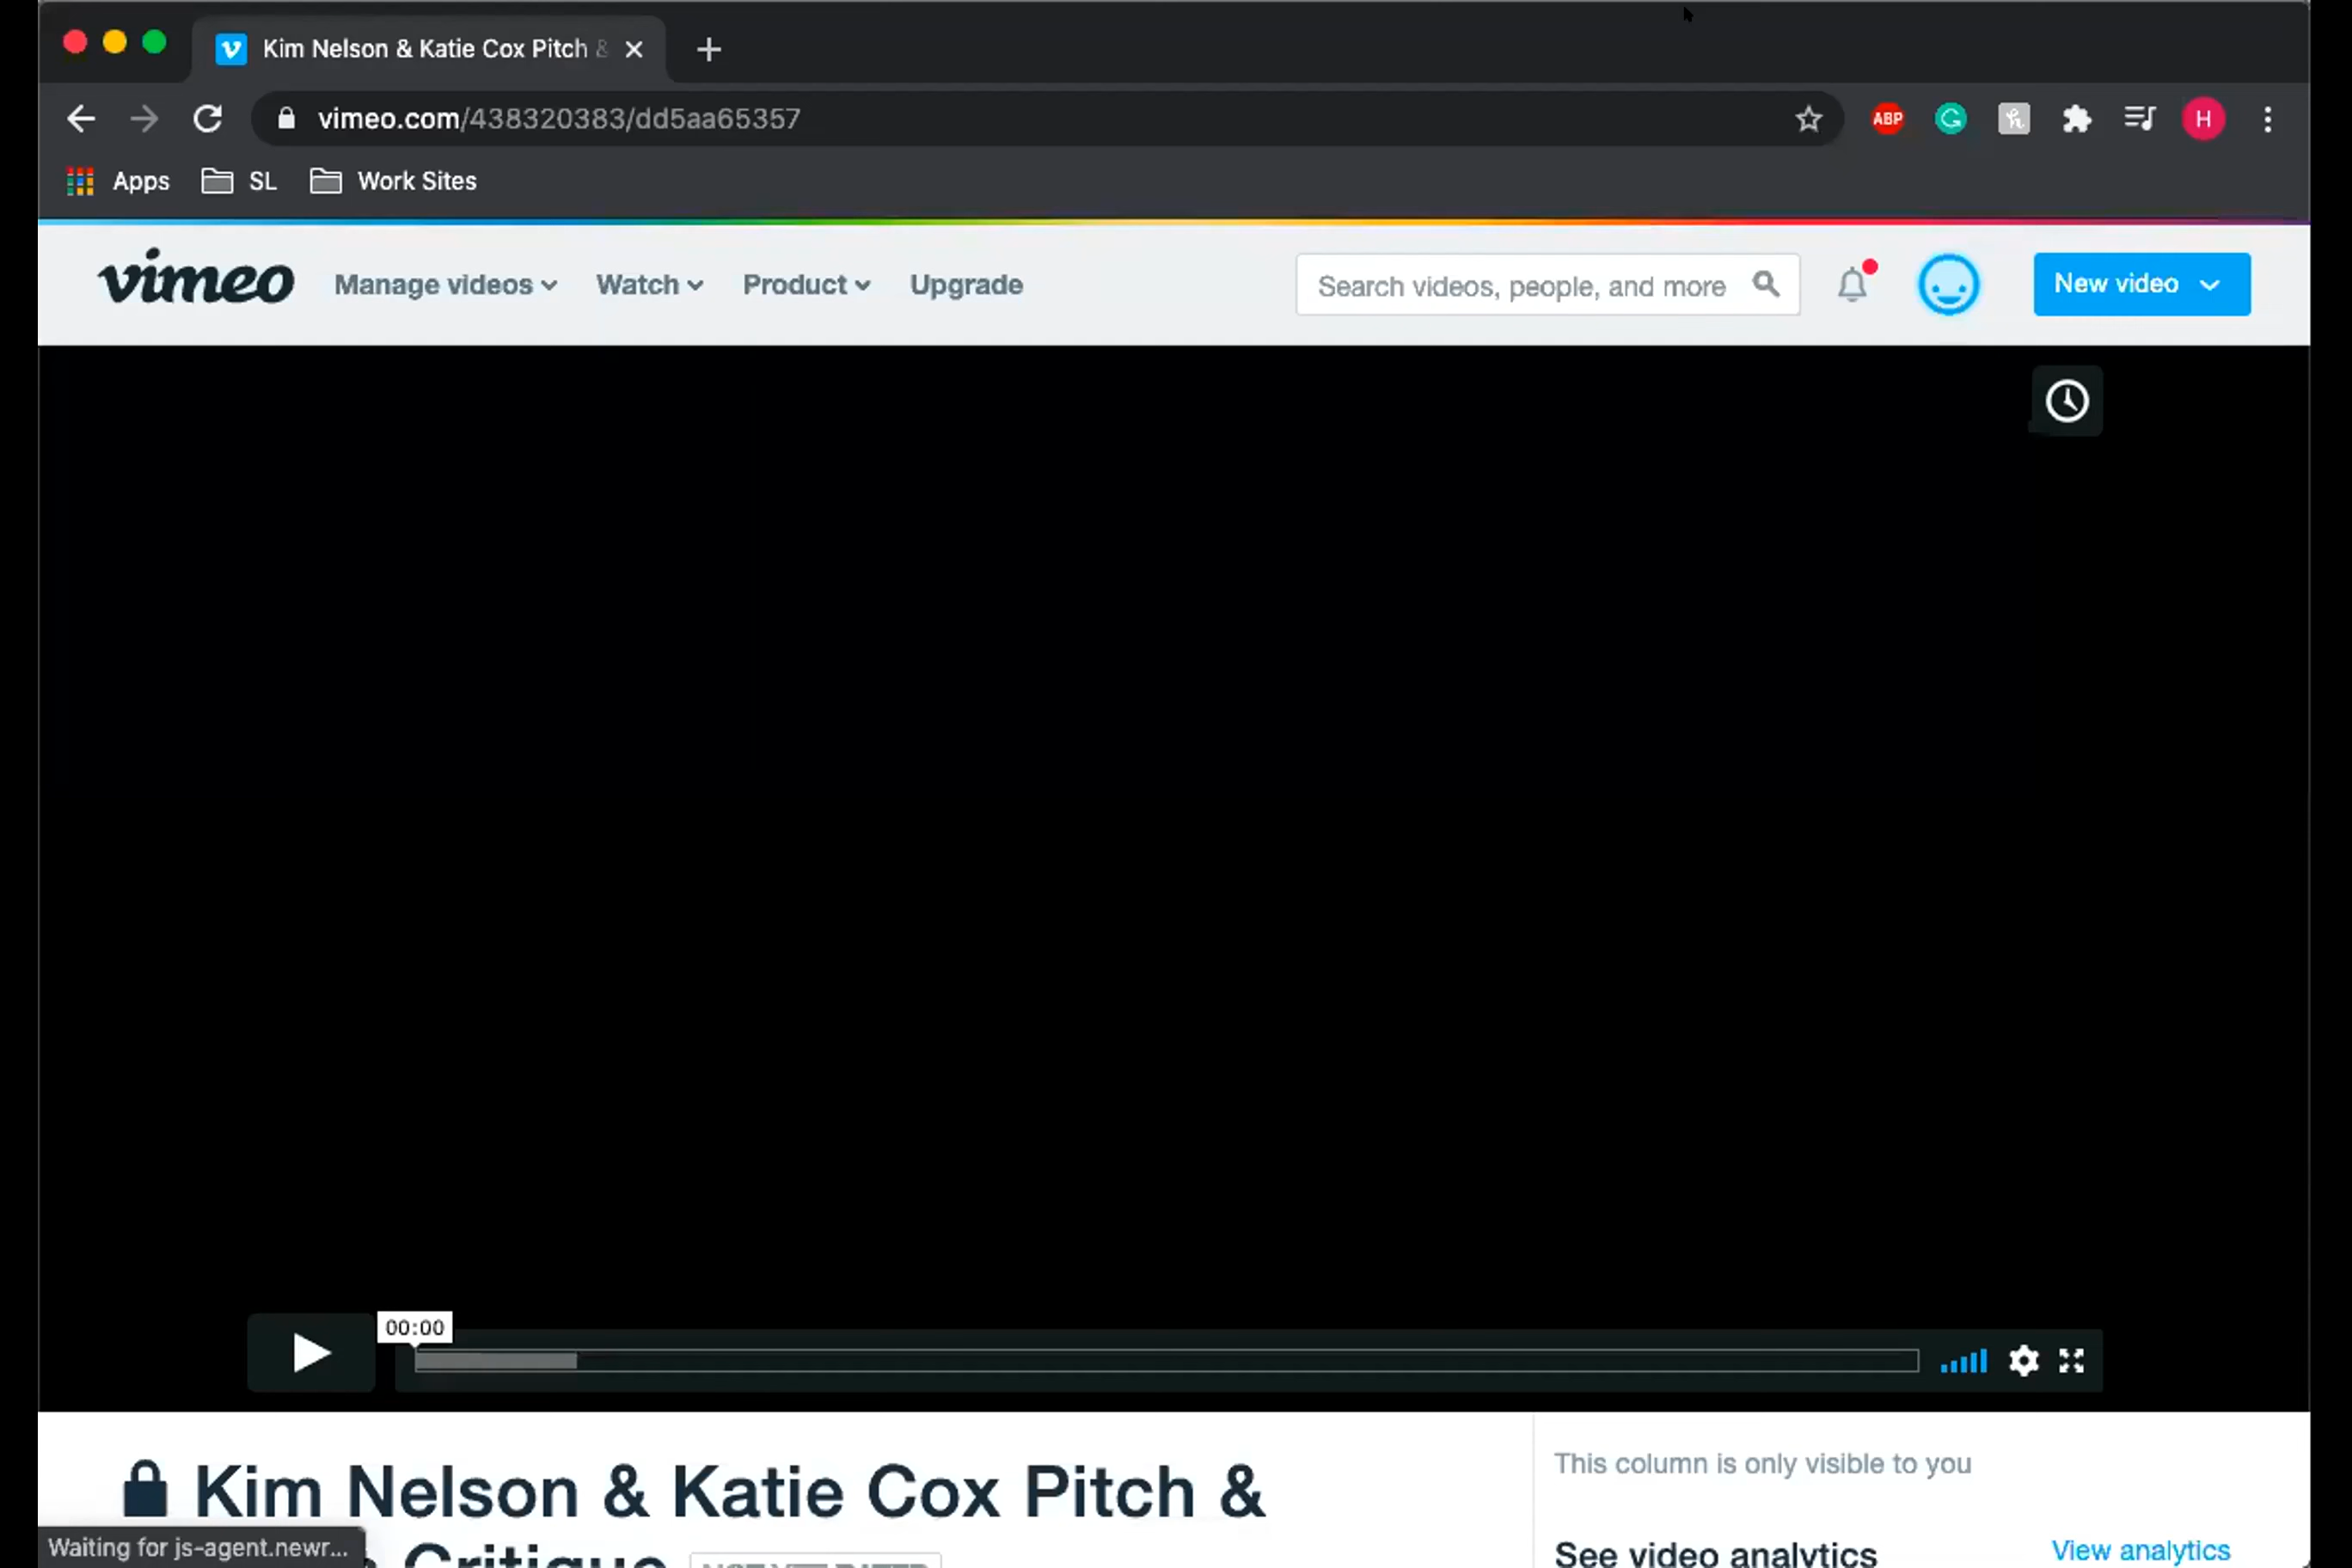 Kim Nelson & Katie Cox Pitch &
vimeo.com/438320383/dd5aa65357
ABP
H
Apps
SL
Work Sites
vimeo
Manage videos
Watch
Product
Upgrade
Search videos, people, and more
New video
00:00
Kim Nelson & Katie Cox Pitch &
Critique
This column is only visible to you
See video analytics
View analytics
Waiting for js-agent.newr...